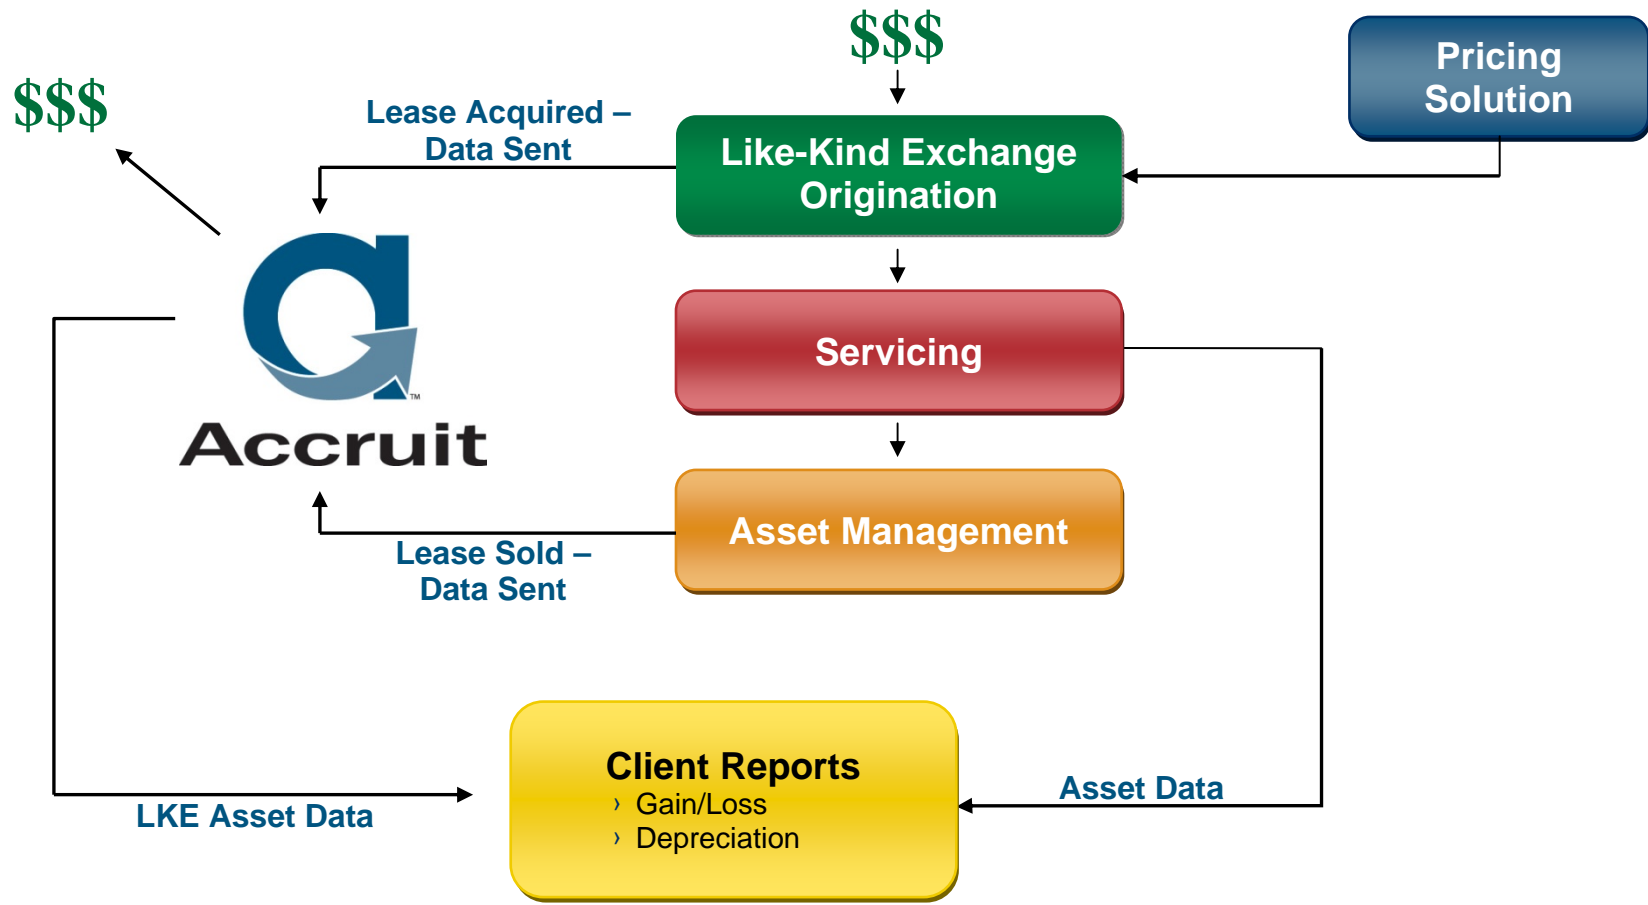 $$$
$$$
Pricing
Solution
Lease Acquired –
Data Sent
Like-Kind Exchange
Origination
Servicing
™
Accruit
Asset Management
Lease Sold –
Data Sent
Client Reports
› Gain/Loss
› Depreciation
Asset Data
LKE Asset Data